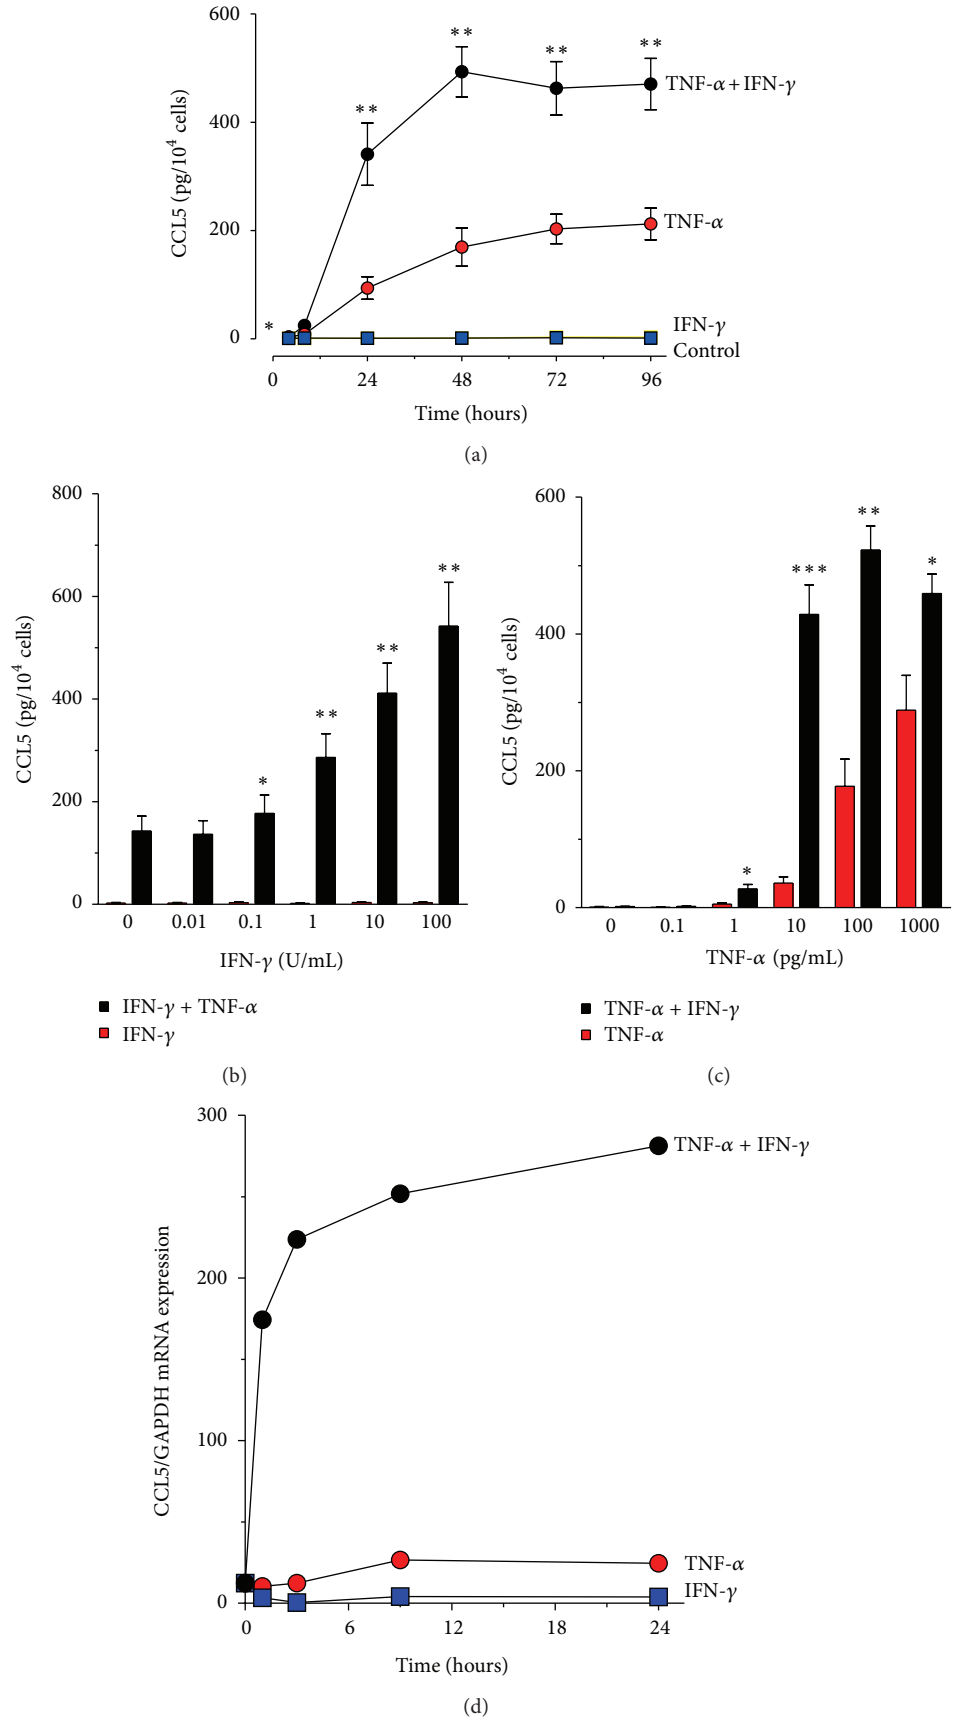 600
400
200
0
CCL5 (pg/10⁴ cells)
*
**
**
**
**
TNF-α + IFN-γ
TNF-α
IFN-γ
Control
0 24 48 72 96
Time (hours)
(a)
800
600
400
200
0
CCL5 (pg/10⁴ cells)
*
**
**
**
0 0.01 0.1 1 10 100
IFN-γ (U/mL)
IFN-γ + TNF-α
IFN-γ
(b)
600
400
200
0
CCL5 (pg/10⁴ cells)
*
***
**
*
0 0.1 1 10 100 1000
TNF-α (pg/mL)
TNF-α + IFN-γ
TNF-α
(c)
300
200
100
0
CCL5/GAPDH mRNA expression
TNF-α + IFN-γ
TNF-α
IFN-γ
0 6 12 18 24
Time (hours)
(d)